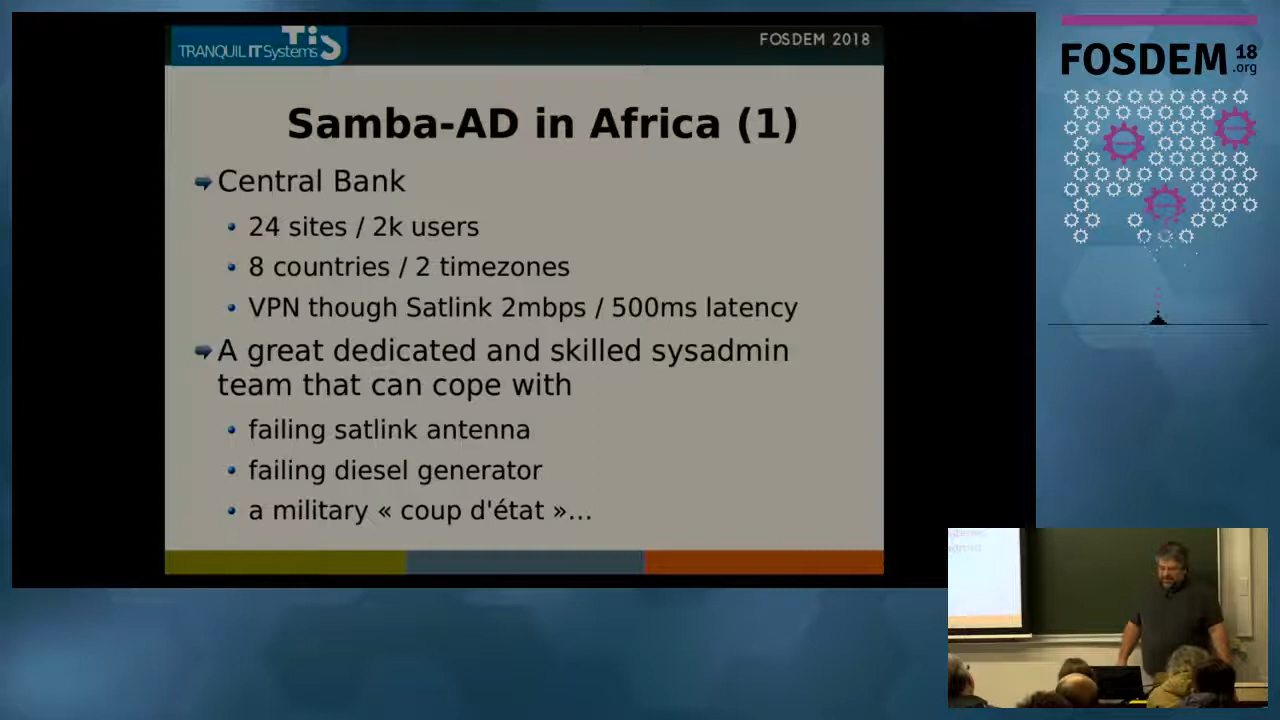 TRANQUIL IT Systems
TIS
FOSDEM 2018
Samba-AD in Africa (1)
Central Bank
24 sites / 2k users
8 countries / 2 timezones
VPN though Satlink 2mbps / 500ms latency
A great dedicated and skilled sysadmin
team that can cope with
failing satlink antenna
failing diesel generator
a military « coup d'état »...
FOSDEM 18
.org